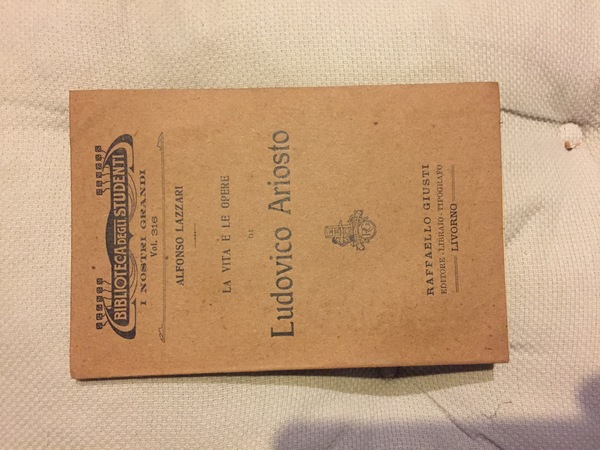 BIBLIOTECA DEGLI STUDENTI
I NOSTRI GRANDI
Vol. 316
ALFONSO LAZZARI
LA VITA E LE OPERE
DI
Ludovico Ariosto
RAFFAELLO GIUSTI
EDITORE-LIBRAIO-TIPOGRAFO
LIVORNO